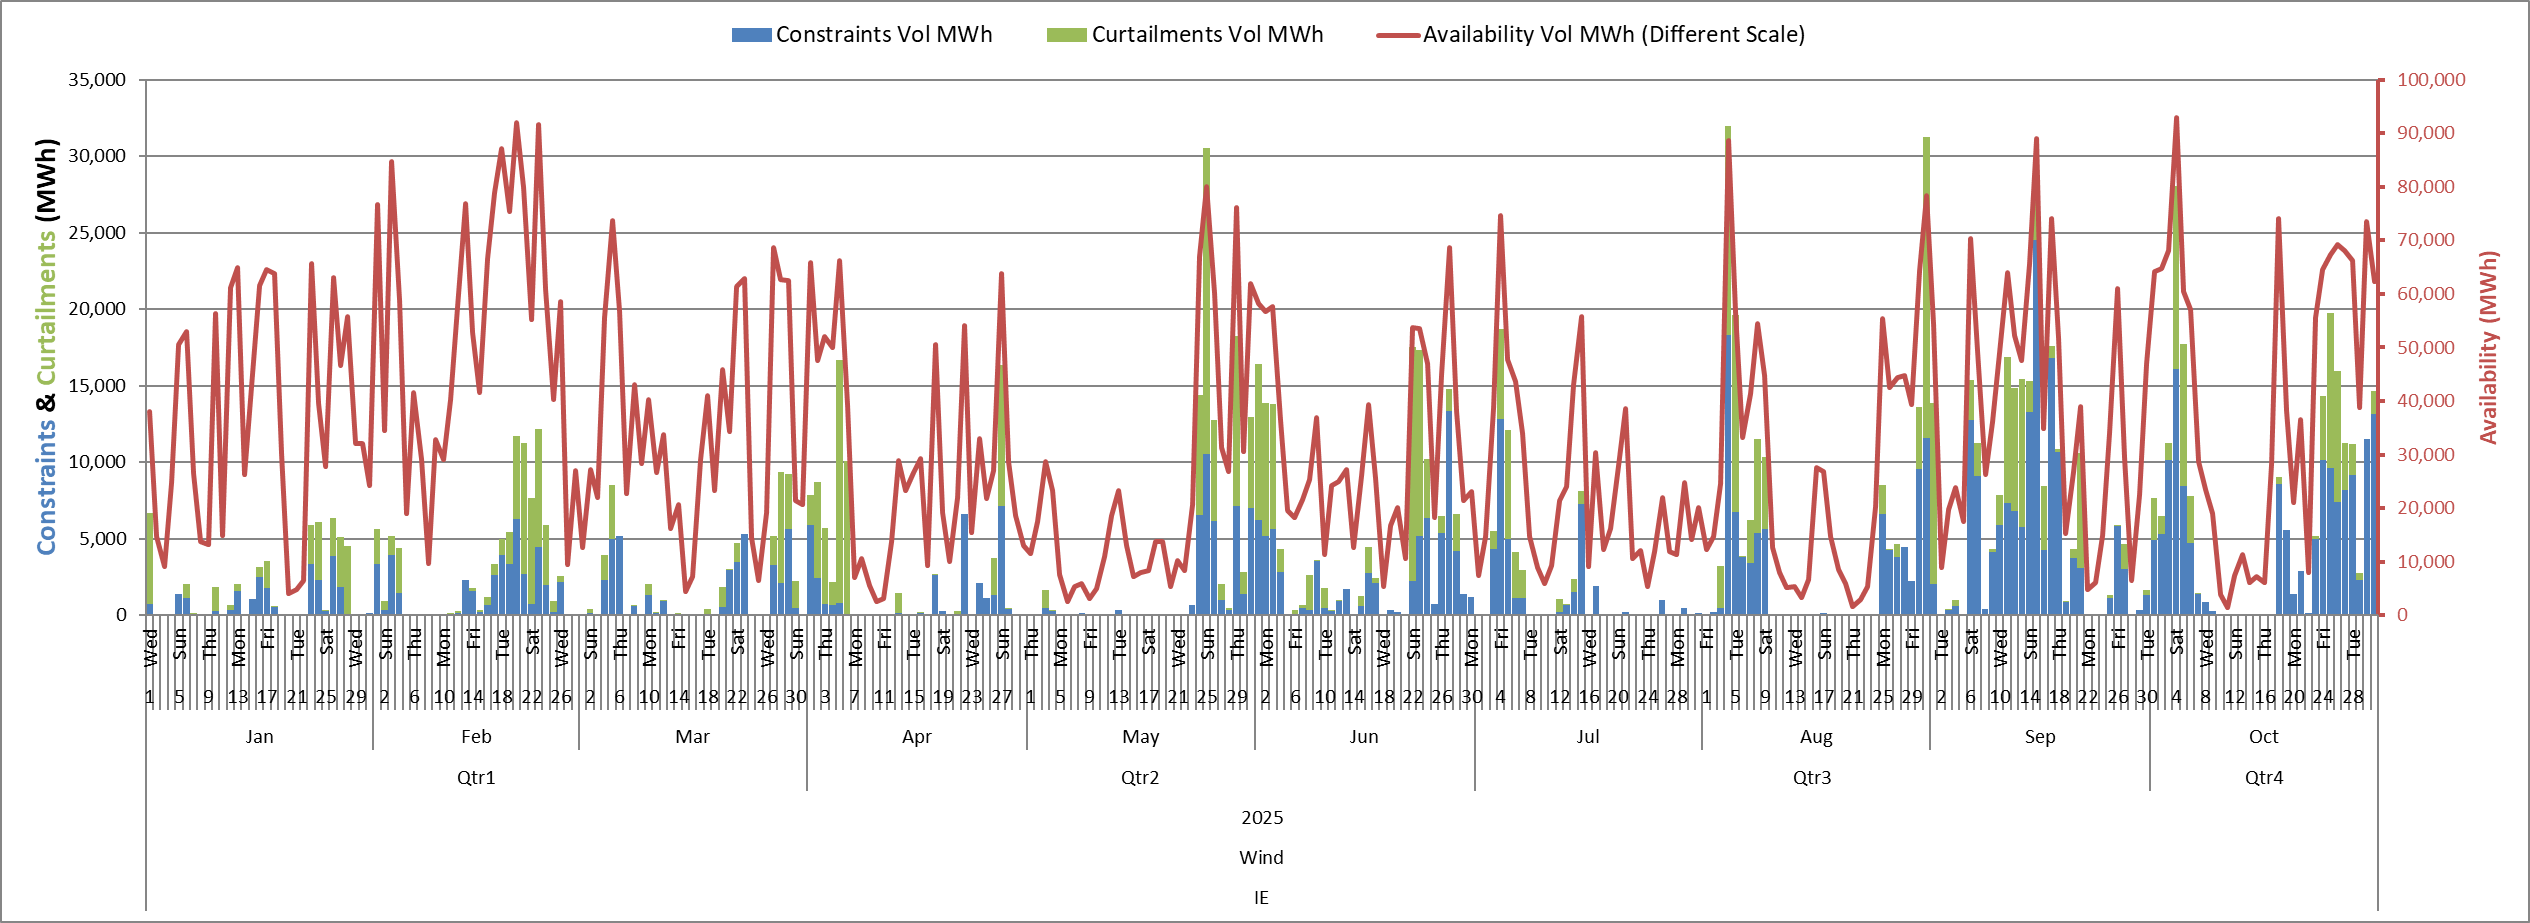 Constraints Vol MWh Curtailments Vol MWh Availability Vol MWh (Different Scale)
Constraints & Curtailments (MWh)
35,000
30,000
25,000
20,000
15,000
10,000
5,000
0
100,000
90,000
80,000
70,000
60,000
50,000
40,000
30,000
20,000
10,000
0
Availability (MWh)
Wed Sun Thu Mon Fri Tue Sat Wed Sun Thu Mon Fri Tue Sat Wed Sun Thu Mon Fri Tue Sat Wed Sun Thu Mon Fri Tue Sat Wed Sun Thu Mon Fri Tue Sat Wed Sun Thu Mon Fri Tue Sat Wed Sun Thu Mon Fri Tue Sat Wed Sun Thu Mon Fri Tue Sat Wed Sun Thu Mon Fri Tue Sat Wed Sun Thu Mon Fri Tue Sat Wed Sun Thu Mon Fri Tue
1 5 9 13 17 21 25 29 2 6 10 14 18 22 26 2 6 10 14 18 22 26 30 3 7 11 15 19 23 27 1 5 9 13 17 21 25 29 2 6 10 14 18 22 26 30 4 8 12 16 20 24 28 1 5 9 13 17 21 25 29 2 6 10 14 18 22 26 30 4 8 12 16 20 24 28
Jan Feb Mar Apr May Jun Jul Aug Sep Oct
Qtr1 Qtr2 Qtr3 Qtr4
2025
Wind
IE